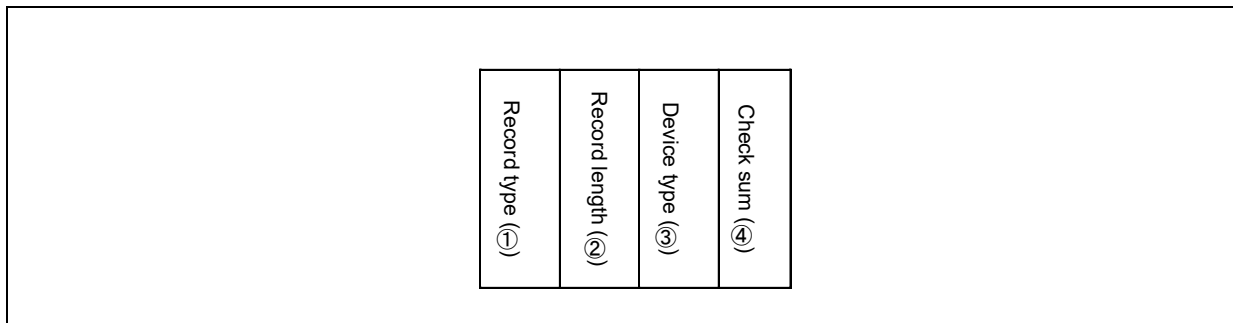 Record type (①)
Record length (②)
Device type (③)
Check sum (④)